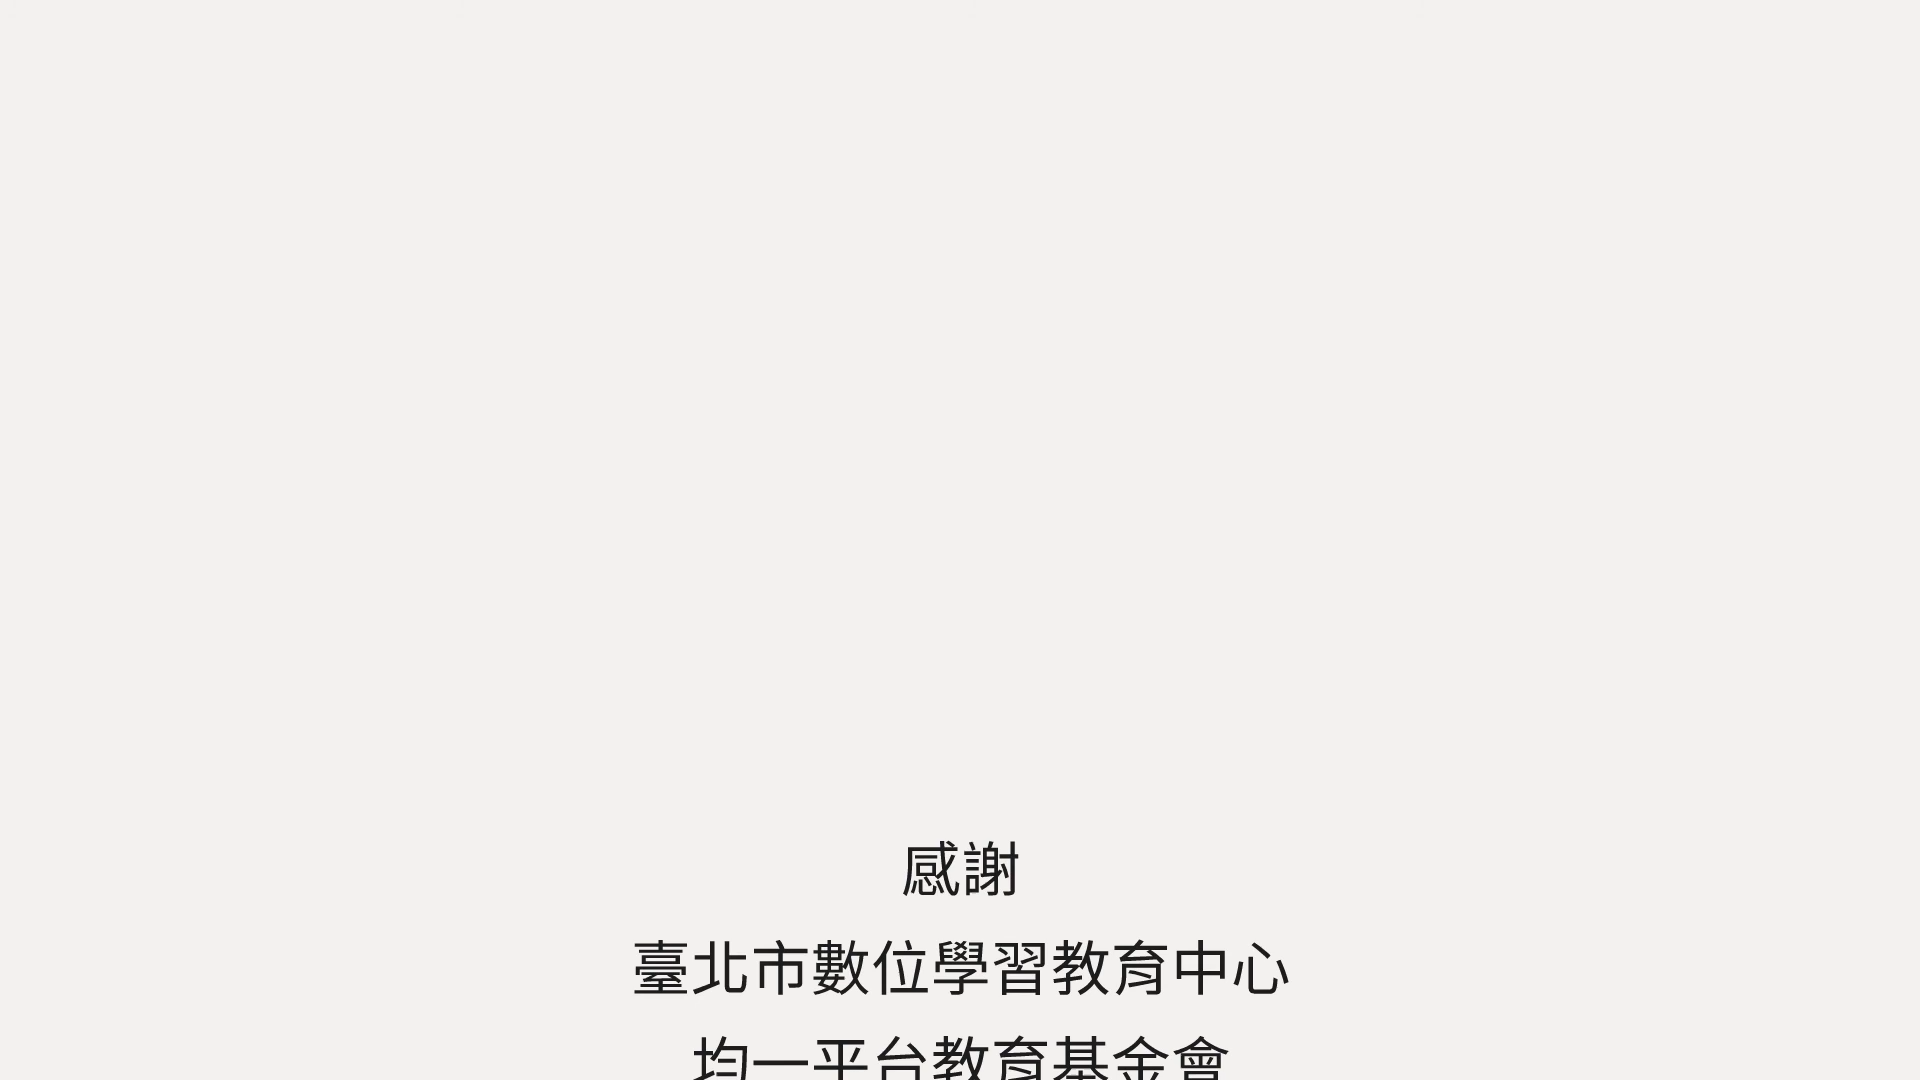 感謝
臺北市數位學習教育中心
均一平台教育基金會